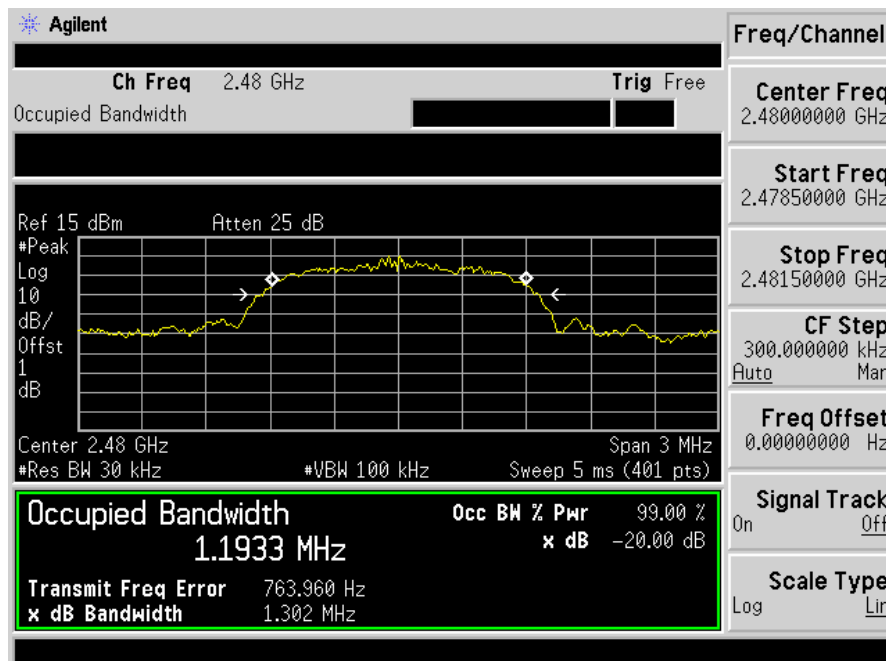 Agilent
Freq/Channel
Ch Freq 2.48 GHz Trig Free
Occupied Bandwidth
Center Freq
2.48000000 GHz
Start Freq
2.47850000 GHz
Stop Freq
2.48150000 GHz
CF Step
300.000000 kHz
Auto Man
Freq Offset
0.00000000 Hz
Signal Track
On Off
Scale Type
Log Lin
Ref 15 dBm Atten 25 dB
#Peak
Log
10
dB/
Offst
1
dB
Center 2.48 GHz Span 3 MHz
#Res BW 30 kHz #VBW 100 kHz Sweep 5 ms (401 pts)
Occupied Bandwidth Occ BW % Pwr 99.00 %
1.1933 MHz x dB -20.00 dB
Transmit Freq Error 763.960 Hz
x dB Bandwidth 1.302 MHz